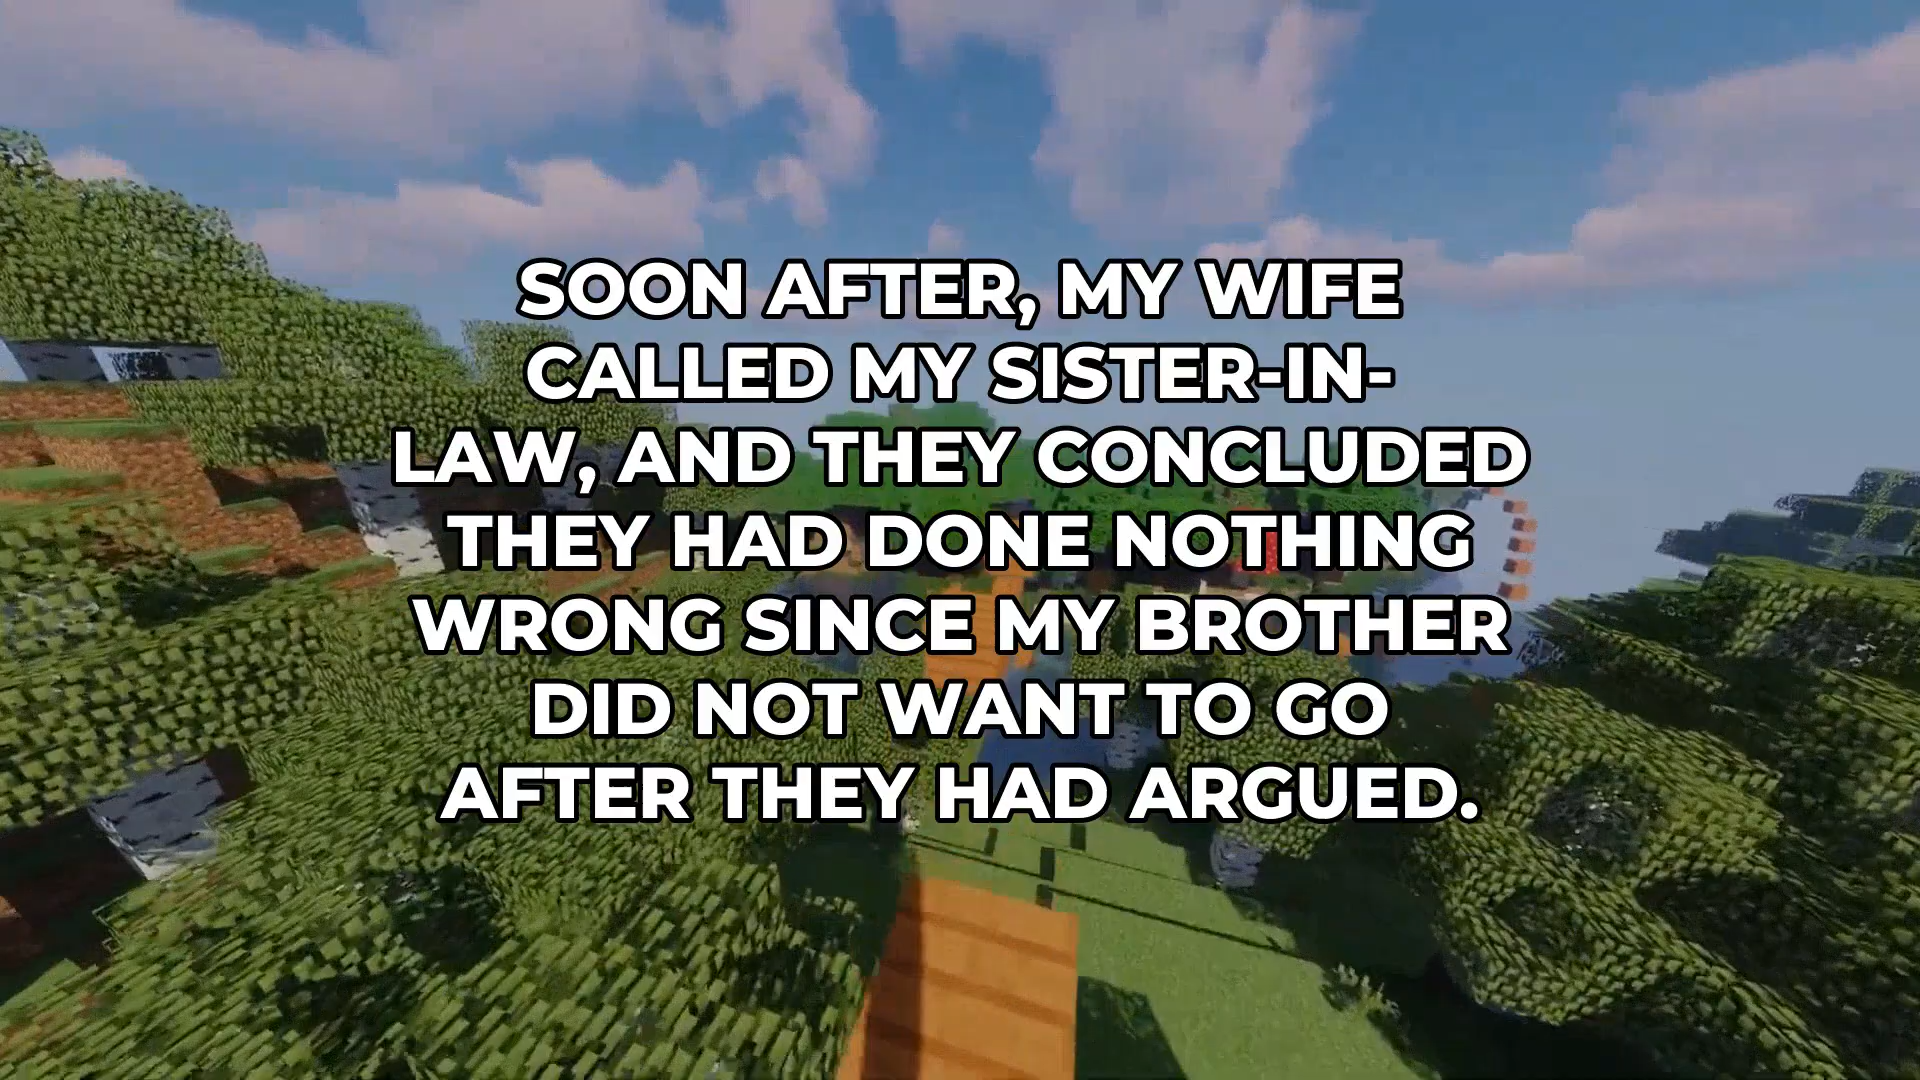 SOON AFTER, MY WIFE
CALLED MY SISTER-IN-
LAW, AND THEY CONCLUDED
THEY HAD DONE NOTHING
WRONG SINCE MY BROTHER
DID NOT WANT TO GO
AFTER THEY HAD ARGUED.